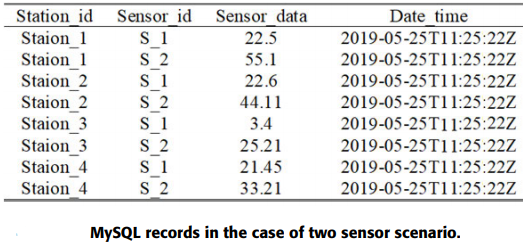 Station_id Sensor_id Sensor_data Date_time
Staion_1 S_1 22.5 2019-05-25T11:25:22Z
Staion_1 S_2 55.1 2019-05-25T11:25:22Z
Staion_2 S_1 22.6 2019-05-25T11:25:22Z
Staion_2 S_2 44.11 2019-05-25T11:25:22Z
Staion_3 S_1 3.4 2019-05-25T11:25:22Z
Staion_3 S_2 25.21 2019-05-25T11:25:22Z
Staion_4 S_1 21.45 2019-05-25T11:25:22Z
Staion_4 S_2 33.21 2019-05-25T11:25:22Z
MySQL records in the case of two sensor scenario.